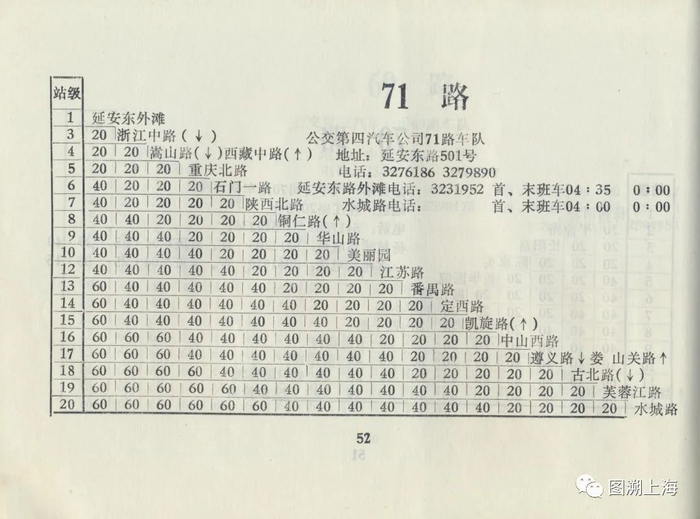 71 路
站级
1 延安东外滩
3 20 浙江中路(↓) 公交第四汽车公司71路车队
4 20 20 嵩山路(↓)西藏中路(↑) 地址：延安东路501号
5 20 20 20 重庆北路 电话：3276186 3279890
6 40 20 20 20 石门一路 延安东路外滩电话：3231952 首、末班车04:35 0:00
7 40 20 20 20 20 陕西北路 水城路电话： 首、末班车04:00 0:00
8 40 40 20 20 20 20 铜仁路(↑)
9 40 40 40 20 20 20 20 华山路
10 40 40 40 40 20 20 20 20 美丽园
12 40 40 40 40 40 20 20 20 20 江苏路
13 60 40 40 40 40 40 20 20 20 20 番禺路
14 60 60 40 40 40 40 40 20 20 20 20 定西路
15 60 60 60 40 40 40 40 40 20 20 20 20 凯旋路(↑)
16 60 60 60 60 40 40 40 40 40 20 20 20 20 中山西路
17 60 60 60 60 40 40 40 40 40 40 20 20 20 20 遵义路↓娄 山关路↑
18 60 60 60 60 60 40 40 40 40 40 40 20 20 20 20 古北路(↓)
19 60 60 60 60 60 40 40 40 40 40 40 40 20 20 20 20 芙蓉江路
20 60 60 60 60 60 60 40 40 40 40 40 40 40 20 20 20 20 水城路
52
图溯上海